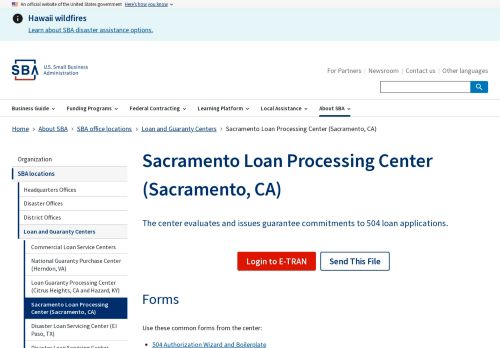 An official website of the United States government Here's how you know
Hawaii wildfires
Learn about SBA disaster assistance options.
SBA
U.S. Small Business
Administration
For Partners Newsroom Contact us Other languages
Business Guide Funding Programs Federal Contracting Learning Platform Local Assistance About SBA
Home About SBA SBA office locations Loan and Guaranty Centers Sacramento Loan Processing Center (Sacramento, CA)
Organization
SBA locations
Headquarters Offices
Disaster Offices
District Offices
Loan and Guaranty Centers
Commercial Loan Service Centers
National Guaranty Purchase Center
(Herndon, VA)
Loan Guaranty Processing Center
(Citrus Heights, CA and Hazard, KY)
Sacramento Loan Processing
Center (Sacramento, CA)
Disaster Loan Servicing Center (El
Paso, TX)
Disaster Loan Servicing Center
Sacramento Loan Processing Center
(Sacramento, CA)
The center evaluates and issues guarantee commitments to 504 loan applications.
Login to E-TRAN Send This File
Forms
Use these common forms from the center:
504 Authorization Wizard and Boilerplate